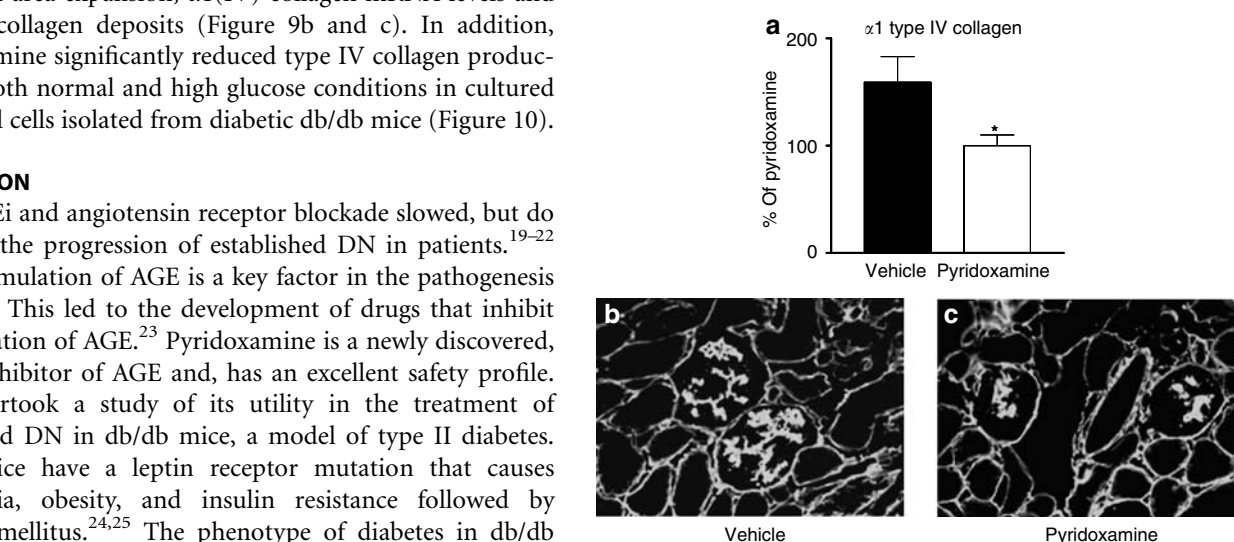 area expansion, α1(IV) collagen mRNA levels and
collagen deposits (Figure 9b and c). In addition,
mine significantly reduced type IV collagen produc-
oth normal and high glucose conditions in cultured
l cells isolated from diabetic db/db mice (Figure 10).
ON
Ei and angiotensin receptor blockade slowed, but do
the progression of established DN in patients.19–22
mulation of AGE is a key factor in the pathogenesis
This led to the development of drugs that inhibit
ation of AGE.23 Pyridoxamine is a newly discovered,
hibitor of AGE and, has an excellent safety profile.
rtook a study of its utility in the treatment of
d DN in db/db mice, a model of type II diabetes.
ice have a leptin receptor mutation that causes
ia, obesity, and insulin resistance followed by
mellitus.24,25 The phenotype of diabetes in db/db
a
α1 type IV collagen
% Of pyridoxamine
200
100
0
*
Vehicle Pyridoxamine
b
c
Vehicle
Pyridoxamine